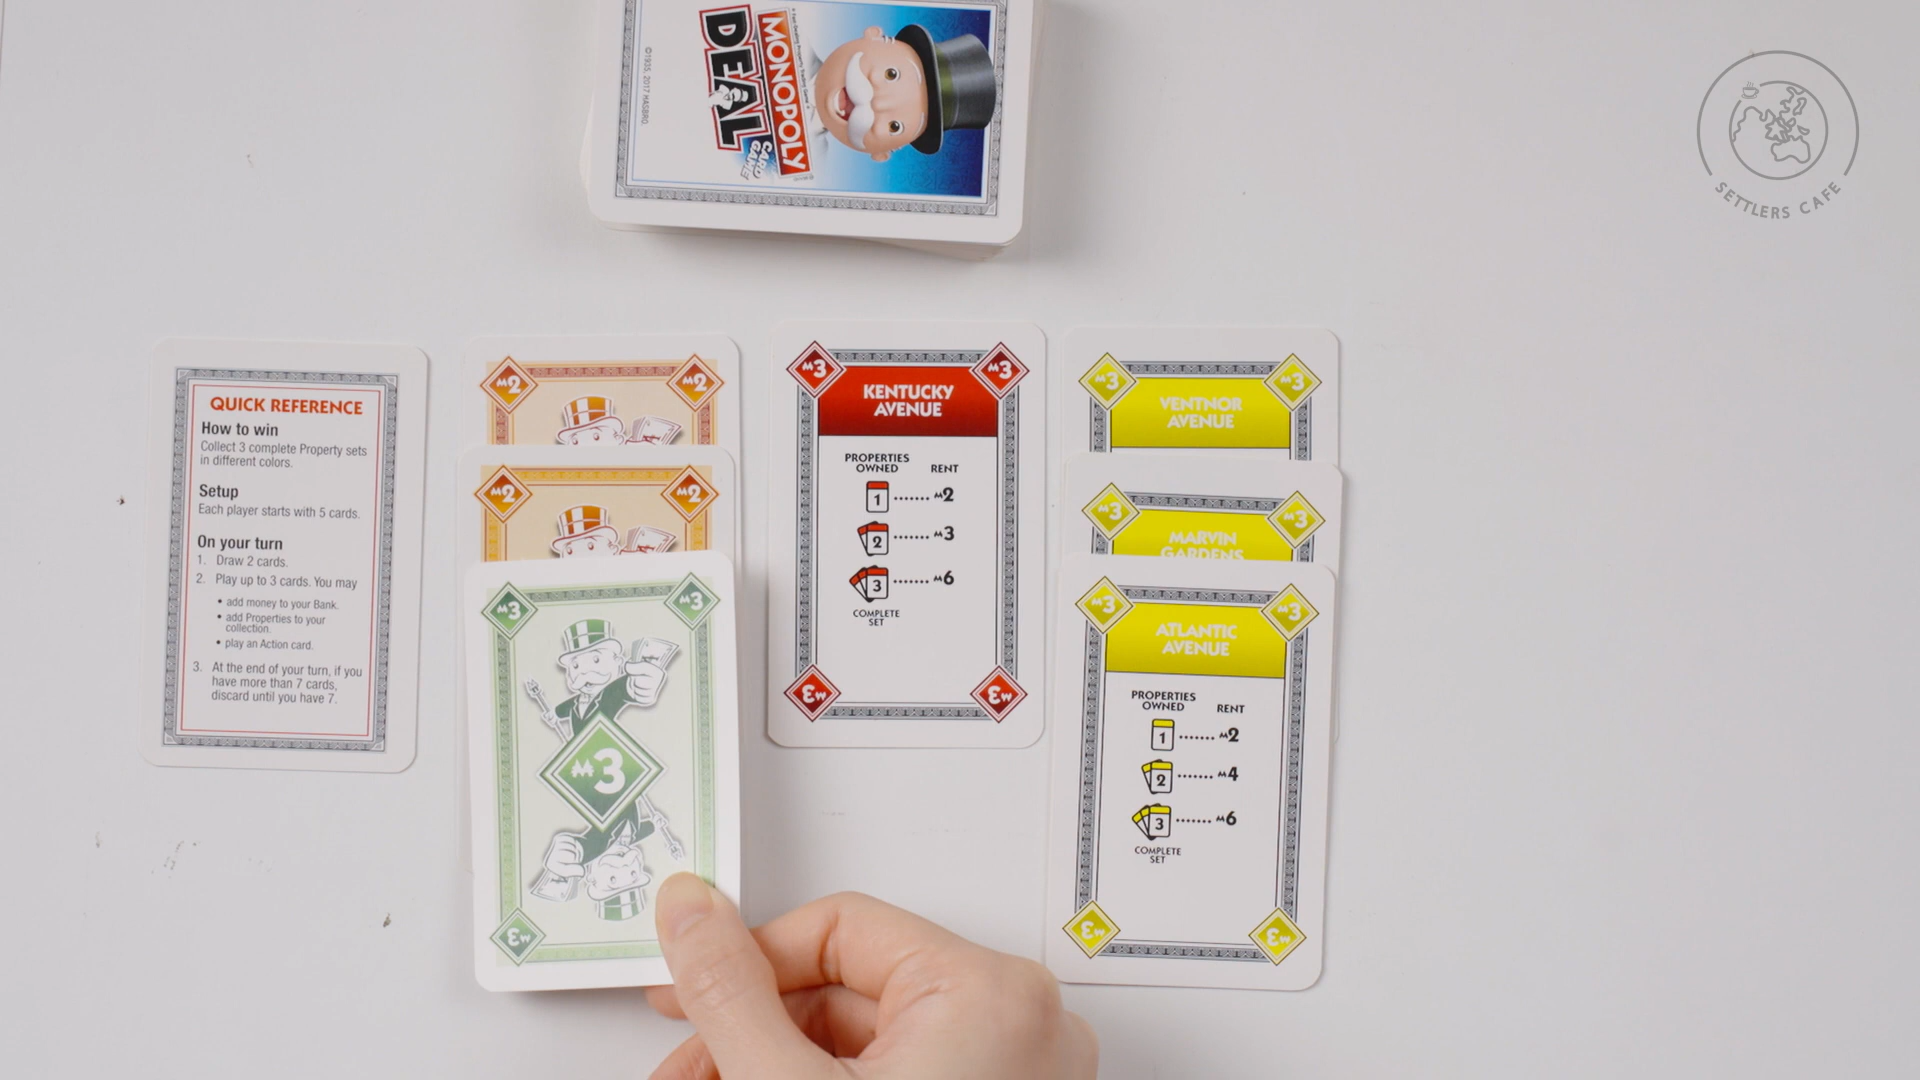 MONOPOLY
DEAL
CARD
GAME
©1935, 2017 HASBRO.
SETTLERS CAFE
QUICK REFERENCE
How to win
Collect 3 complete Property sets
in different colors.
Setup
Each player starts with 5 cards.
On your turn
1. Draw 2 cards.
2. Play up to 3 cards. You may
• add money to your Bank.
• add Properties to your
collection.
• play an Action card.
3. At the end of your turn, if you
have more than 7 cards,
discard until you have 7.
M2 M2
M2 M2
M3 M3
M3
M3
M3 M3
KENTUCKY
AVENUE
PROPERTIES
OWNED RENT
1 ....... M2
2 ....... M3
3 ....... M6
COMPLETE
SET
M3 M3
M3 M3
VENTNOR
AVENUE
M3 M3
MARVIN
GARDENS
M3 M3
ATLANTIC
AVENUE
PROPERTIES
OWNED RENT
1 ....... M2
2 ....... M4
3 ....... M6
COMPLETE
SET
M3 M3